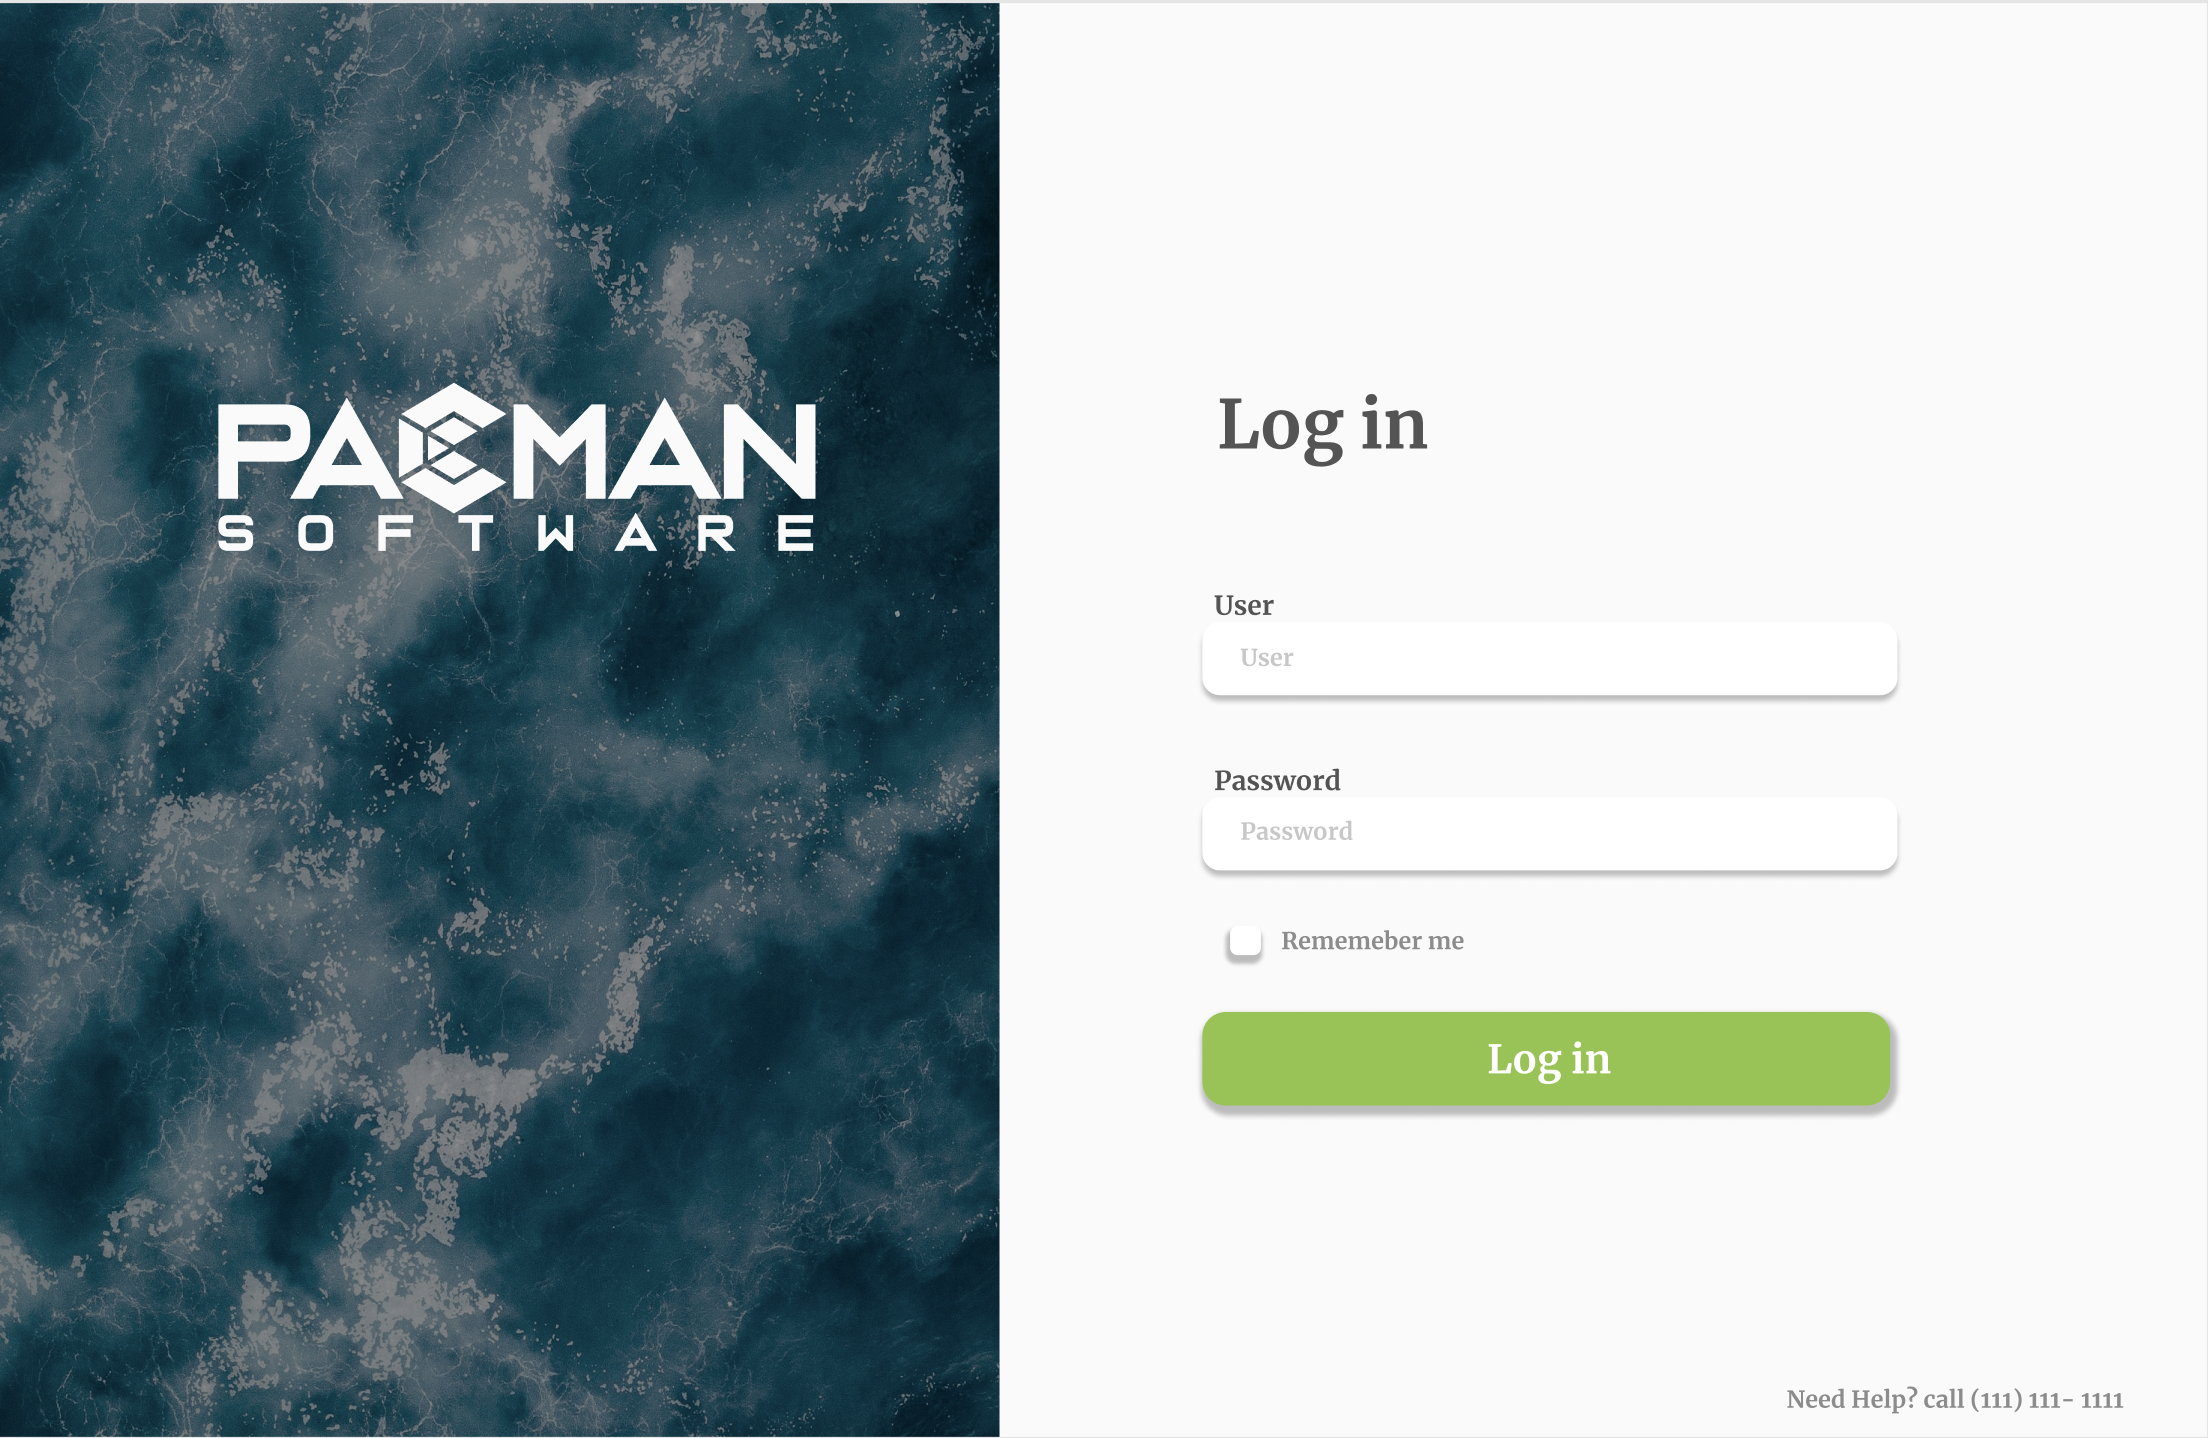 PACMAN
SOFTWARE
Log in
User
User
Password
Password
Rememeber me
Log in
Need Help? call (111) 111- 1111